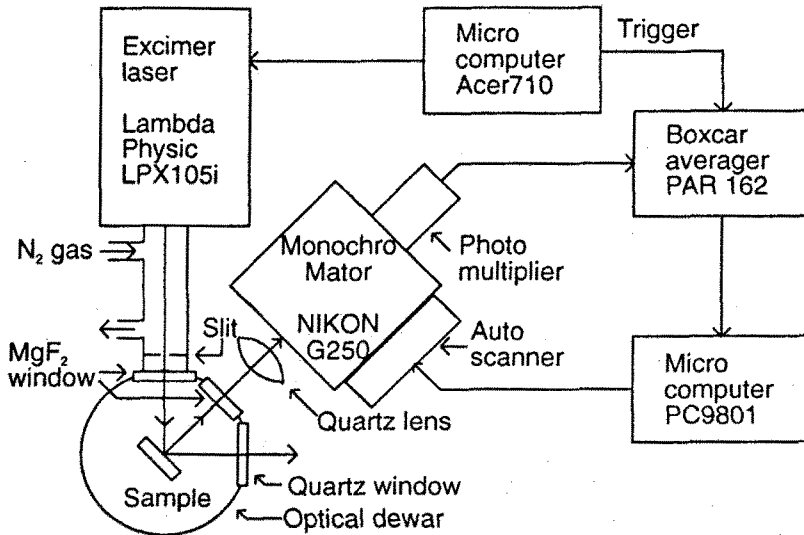 Excimer
laser
Lambda
Physic
LPX105i
Micro
computer
Acer710
Trigger
Boxcar
averager
PAR 162
N₂ gas
Monochro
Mator
NIKON
G250
Photo
multiplier
Slit
Auto
scanner
MgF₂
window
Micro
computer
PC9801
Quartz lens
Sample
Quartz window
Optical dewar